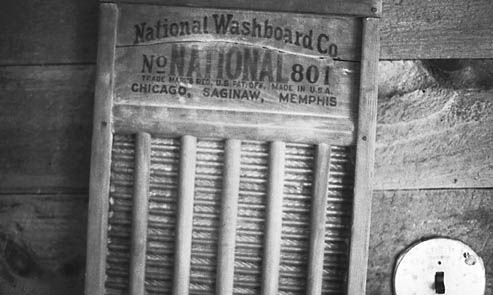 National Washboard Co.
No NATIONAL 801
TRADE MARK REG. U.S. PAT. OFF. MADE IN U.S.A.
CHICAGO, SAGINAW, MEMPHIS